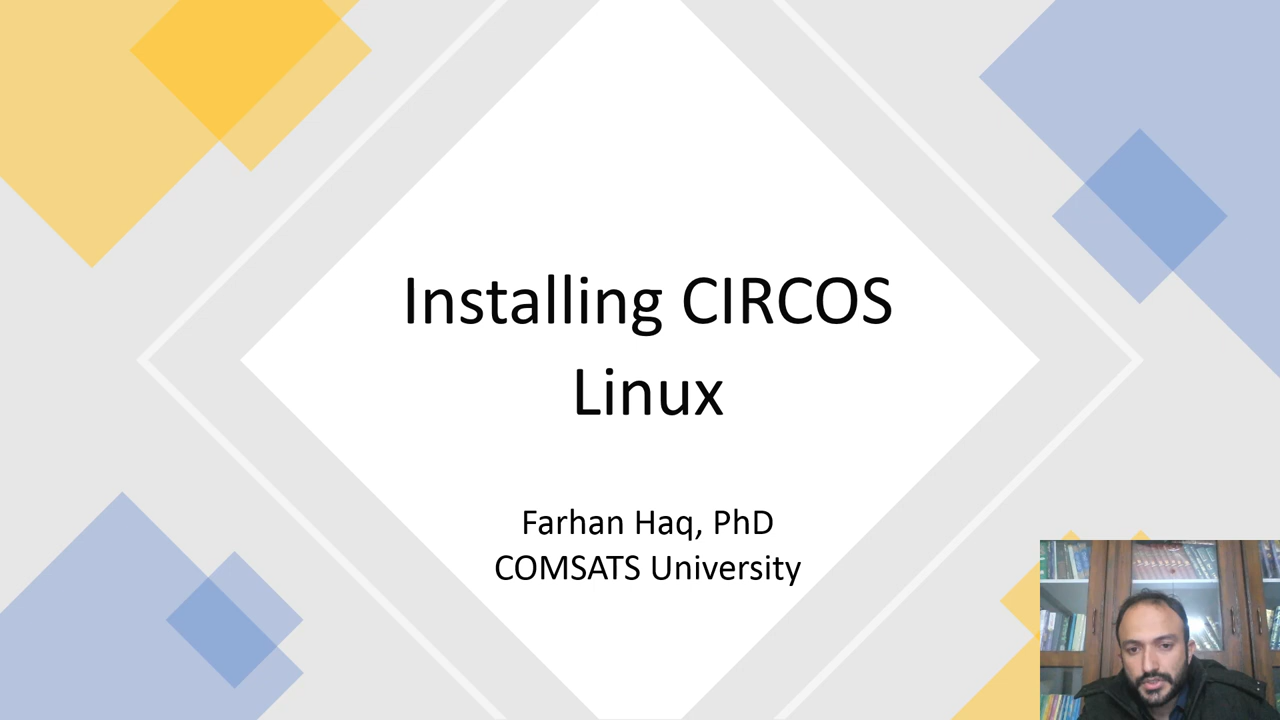 Installing CIRCOS
Linux
Farhan Haq, PhD
COMSATS University